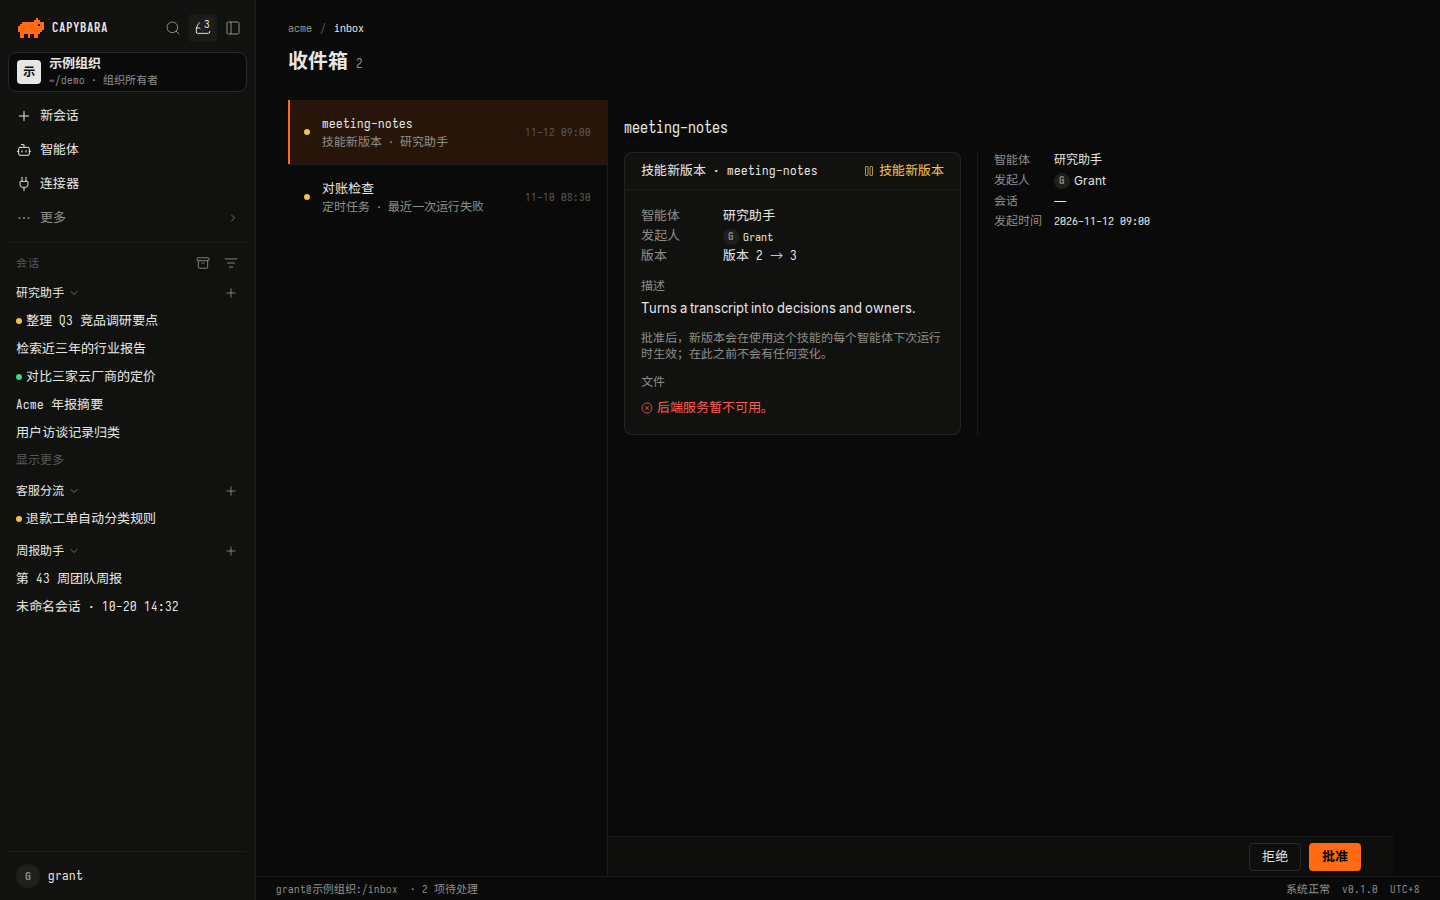 CAPYBARA
3
示
示例组织
~/demo · 组织所有者
新会话
智能体
连接器
更多
会话
研究助手
整理 Q3 竞品调研要点
检索近三年的行业报告
对比三家云厂商的定价
Acme 年报摘要
用户访谈记录归类
显示更多
客服分流
退款工单自动分类规则
周报助手
第 43 周团队周报
未命名会话 · 10-20 14:32
G
grant
acme / inbox
收件箱 2
meeting-notes
技能新版本 · 研究助手
11-12 09:00
对账检查
定时任务 · 最近一次运行失败
11-10 08:30
meeting-notes
技能新版本 · meeting-notes
技能新版本
智能体 研究助手
发起人 G Grant
版本 版本 2 → 3
描述
Turns a transcript into decisions and owners.
批准后，新版本会在使用这个技能的每个智能体下次运行
时生效；在此之前不会有任何变化。
文件
后端服务暂不可用。
智能体 研究助手
发起人 G Grant
会话 —
发起时间 2026-11-12 09:00
拒绝
批准
grant@示例组织:/inbox · 2 项待处理
系统正常 v0.1.0 UTC+8